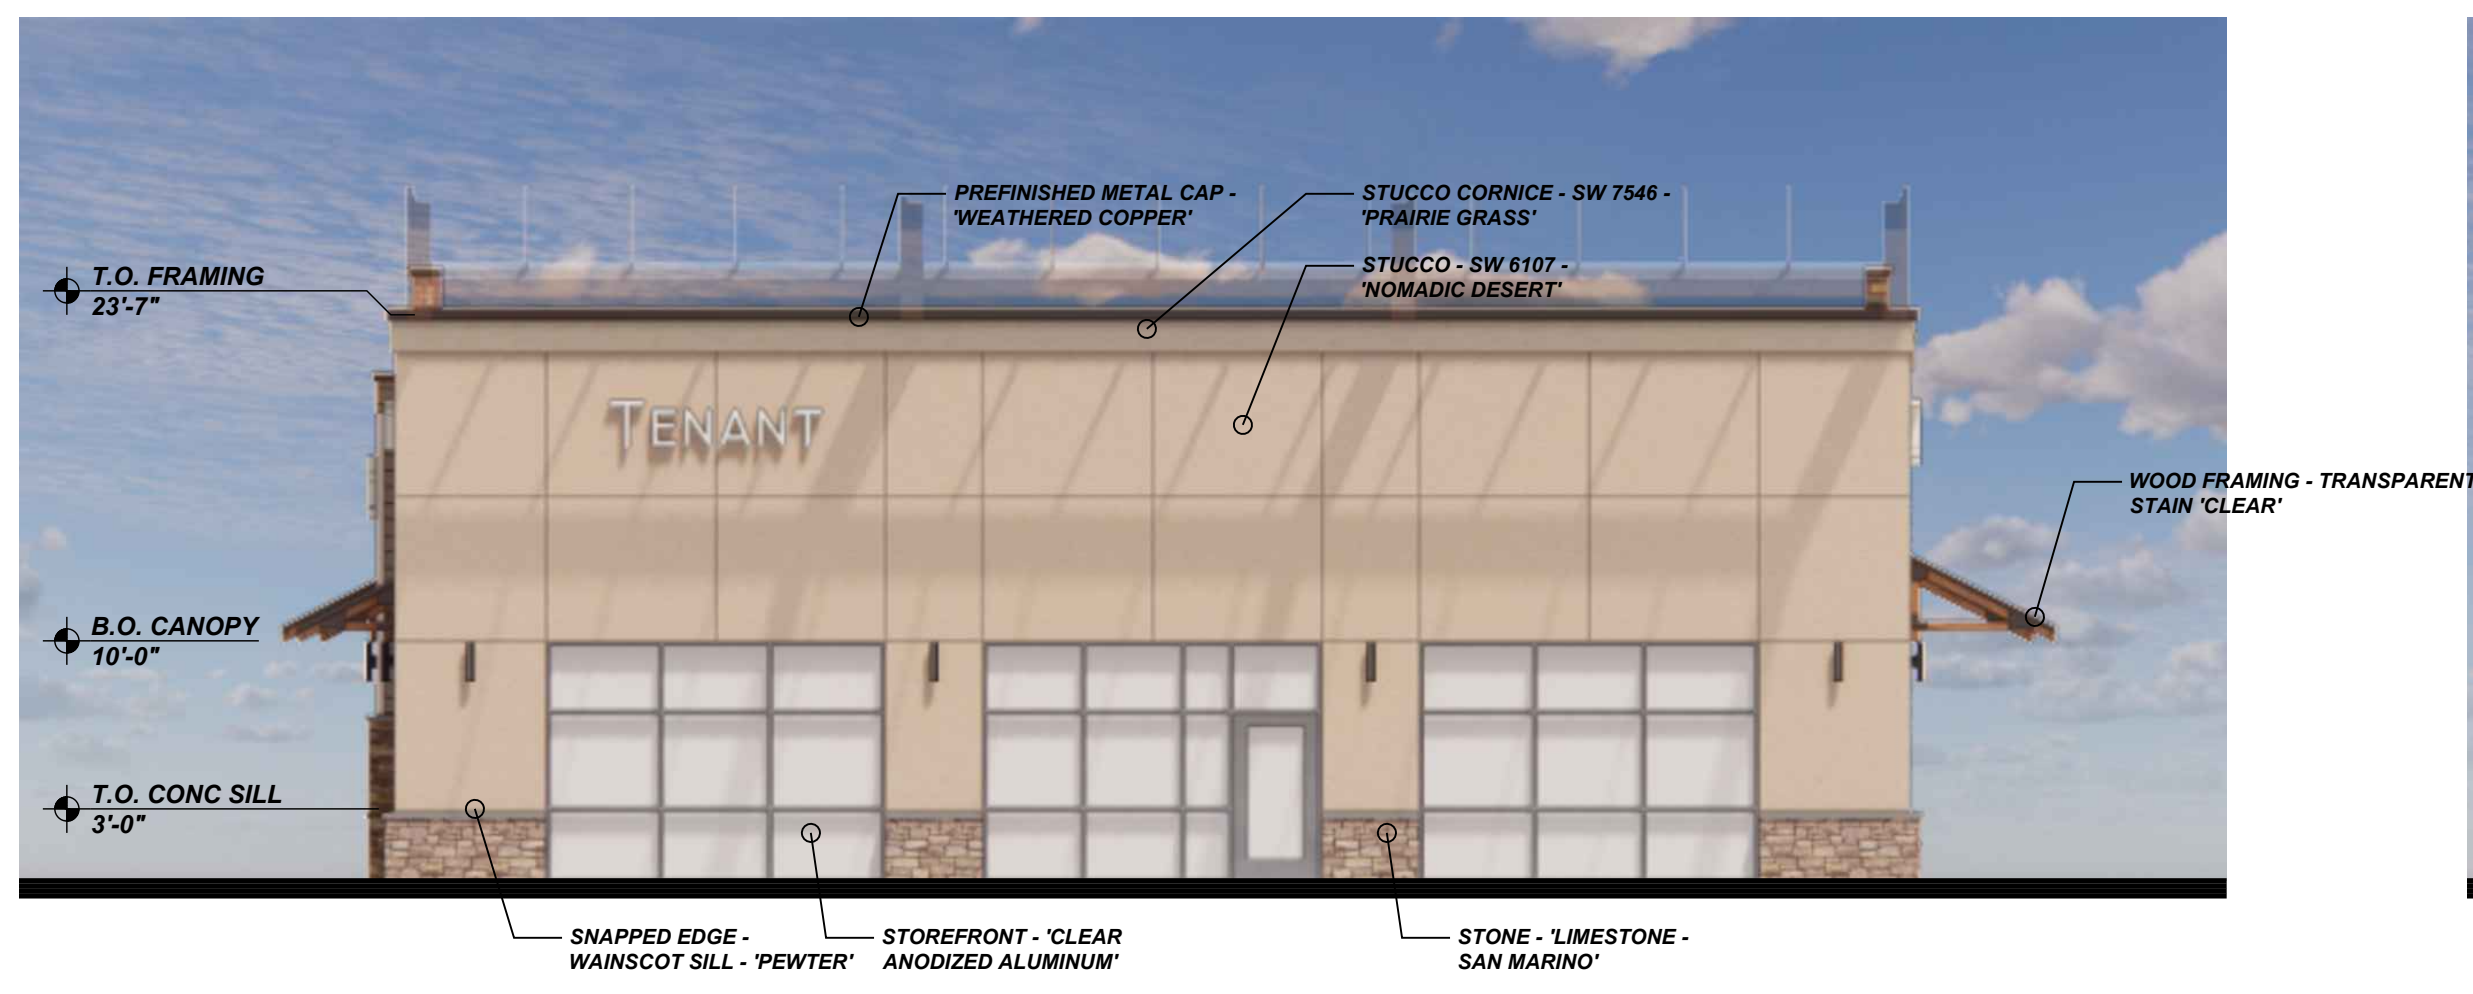 PREFINISHED METAL CAP -
'WEATHERED COPPER'
STUCCO CORNICE - SW 7546 -
'PRAIRIE GRASS'
STUCCO - SW 6107 -
'NOMADIC DESERT'
T.O. FRAMING
23'-7"
TENANT
WOOD FRAMING - TRANSPARENT
STAIN 'CLEAR'
B.O. CANOPY
10'-0"
T.O. CONC SILL
3'-0"
SNAPPED EDGE -
WAINSCOT SILL - 'PEWTER'
STOREFRONT - 'CLEAR
ANODIZED ALUMINUM'
STONE - 'LIMESTONE -
SAN MARINO'